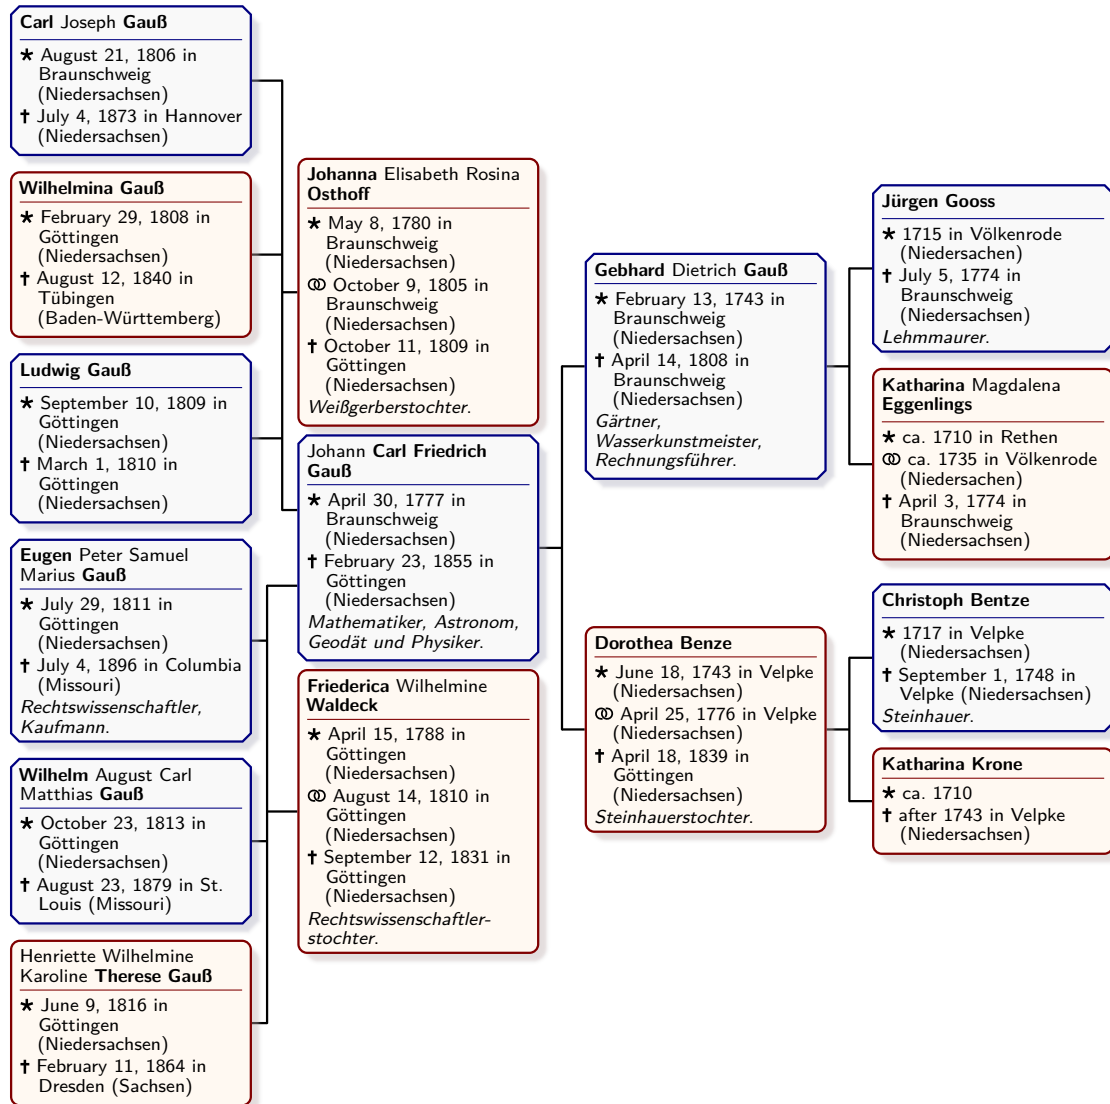 Carl Joseph Gauß
★ August 21, 1806 in
Braunschweig
(Niedersachsen)
† July 4, 1873 in Hannover
(Niedersachsen)
Wilhelmina Gauß
★ February 29, 1808 in
Göttingen
(Niedersachsen)
† August 12, 1840 in
Tübingen
(Baden-Württemberg)
Ludwig Gauß
★ September 10, 1809 in
Göttingen
(Niedersachsen)
† March 1, 1810 in
Göttingen
(Niedersachsen)
Eugen Peter Samuel
Marius Gauß
★ July 29, 1811 in
Göttingen
(Niedersachsen)
† July 4, 1896 in Columbia
(Missouri)
Rechtswissenschaftler,
Kaufmann.
Wilhelm August Carl
Matthias Gauß
★ October 23, 1813 in
Göttingen
(Niedersachsen)
† August 23, 1879 in St.
Louis (Missouri)
Henriette Wilhelmine
Karoline Therese Gauß
★ June 9, 1816 in
Göttingen
(Niedersachsen)
† February 11, 1864 in
Dresden (Sachsen)
Johanna Elisabeth Rosina
Osthoff
★ May 8, 1780 in
Braunschweig
(Niedersachsen)
⚭ October 9, 1805 in
Braunschweig
(Niedersachsen)
† October 11, 1809 in
Göttingen
(Niedersachsen)
Weißgerberstochter.
Johann Carl Friedrich
Gauß
★ April 30, 1777 in
Braunschweig
(Niedersachsen)
† February 23, 1855 in
Göttingen
(Niedersachsen)
Mathematiker, Astronom,
Geodät und Physiker.
Friederica Wilhelmine
Waldeck
★ April 15, 1788 in
Göttingen
(Niedersachsen)
⚭ August 14, 1810 in
Göttingen
(Niedersachsen)
† September 12, 1831 in
Göttingen
(Niedersachsen)
Rechtswissenschaftler-
stochter.
Gebhard Dietrich Gauß
★ February 13, 1743 in
Braunschweig
(Niedersachsen)
† April 14, 1808 in
Braunschweig
(Niedersachsen)
Gärtner,
Wasserkunstmeister,
Rechnungsführer.
Dorothea Benze
★ June 18, 1743 in Velpke
(Niedersachsen)
⚭ April 25, 1776 in Velpke
(Niedersachsen)
† April 18, 1839 in
Göttingen
(Niedersachsen)
Steinhauerstochter.
Jürgen Gooss
★ 1715 in Völkenrode
(Niedersachen)
† July 5, 1774 in
Braunschweig
(Niedersachsen)
Lehmmaurer.
Katharina Magdalena
Eggenlings
★ ca. 1710 in Rethen
⚭ ca. 1735 in Völkenrode
(Niedersachen)
† April 3, 1774 in
Braunschweig
(Niedersachsen)
Christoph Bentze
★ 1717 in Velpke
(Niedersachsen)
† September 1, 1748 in
Velpke (Niedersachsen)
Steinhauer.
Katharina Krone
★ ca. 1710
† after 1743 in Velpke
(Niedersachsen)